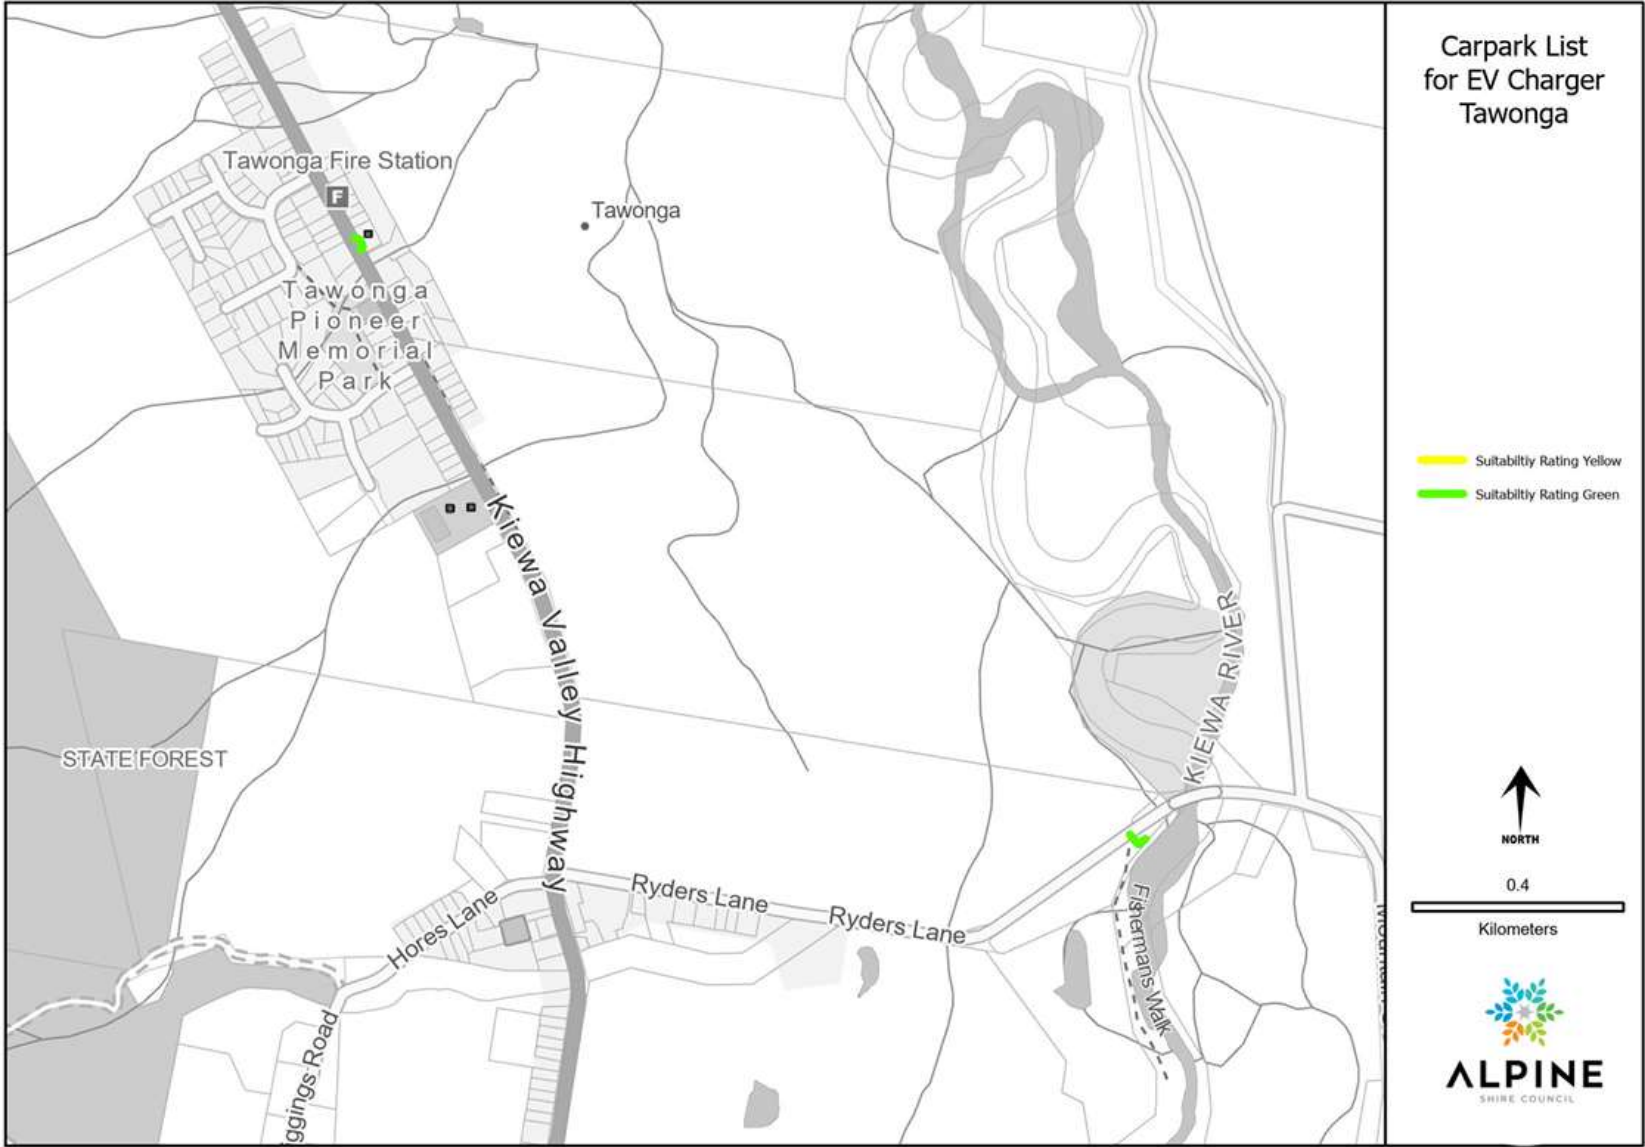 Carpark List
for EV Charger
Tawonga
Tawonga Fire Station
F
Tawonga
Tawonga
Pioneer
Memorial
Park
Suitabiltiy Rating Yellow
Suitabiltiy Rating Green
Kiewa Valley Highway
KIEWA RIVER
STATE FOREST
NORTH
0.4
Kilometers
Ryders Lane
Ryders Lane
Hores Lane
Fishermans Walk
iggings Road
ALPINE
SHIRE COUNCIL